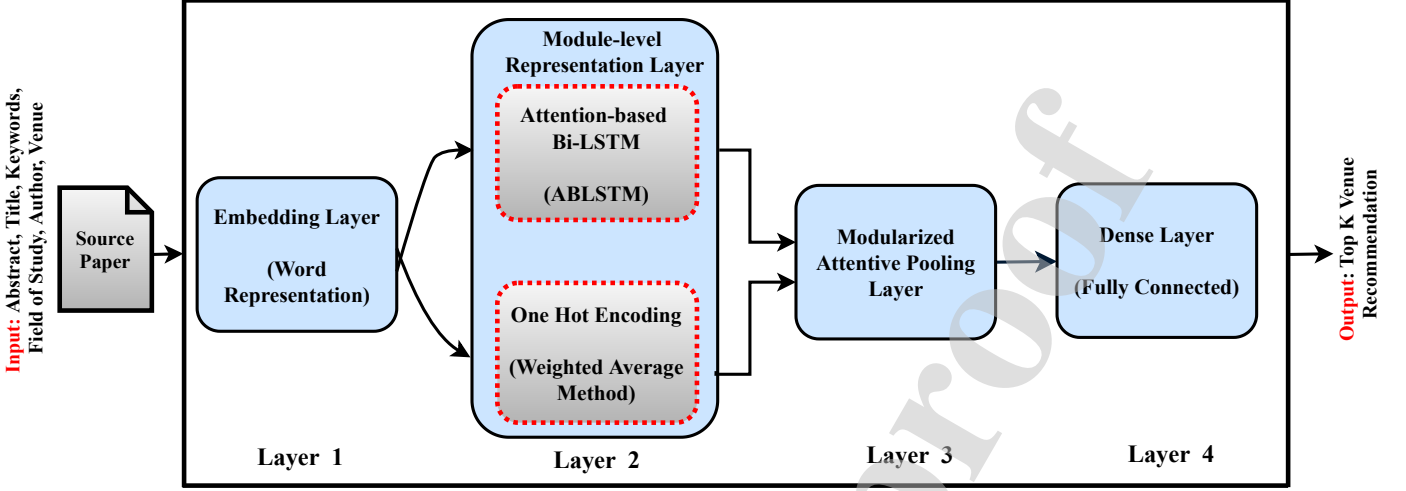 Input: Abstract, Title, Keywords,
Field of Study, Author, Venue
Source
Paper
Embedding Layer
(Word
Representation)
Layer 1
Module-level
Representation Layer
Attention-based
Bi-LSTM
(ABLSTM)
One Hot Encoding
(Weighted Average
Method)
Layer 2
Modularized
Attentive Pooling
Layer
Layer 3
Dense Layer
(Fully Connected)
Layer 4
Output: Top K Venue
Recommendation
proof